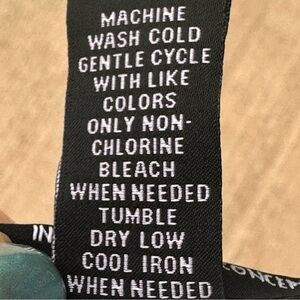 MACHINE
WASH COLD
GENTLE CYCLE
WITH LIKE
COLORS
ONLY NON-
CHLORINE
BLEACH
WHEN NEEDED
TUMBLE
DRY LOW
COOL IRON
WHEN NEEDED